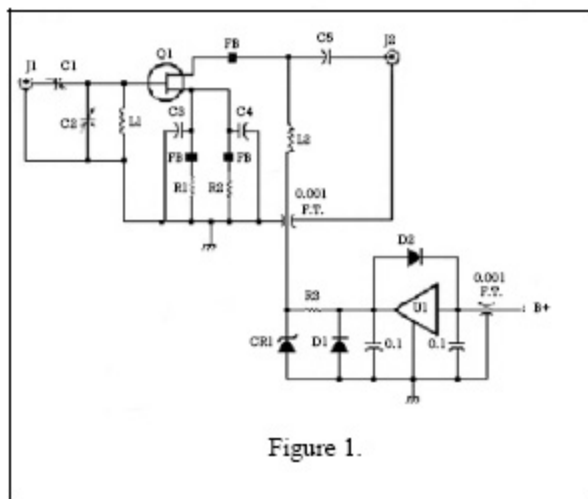 Q1
FB
C5
J2
J1
C1
C2
L1
C3
C4
FB
FB
R1
R2
L2
0.001
F.T.
D2
0.001
F.T.
R3
U1
B+
CR1
D1
0.1
0.1
Figure 1.